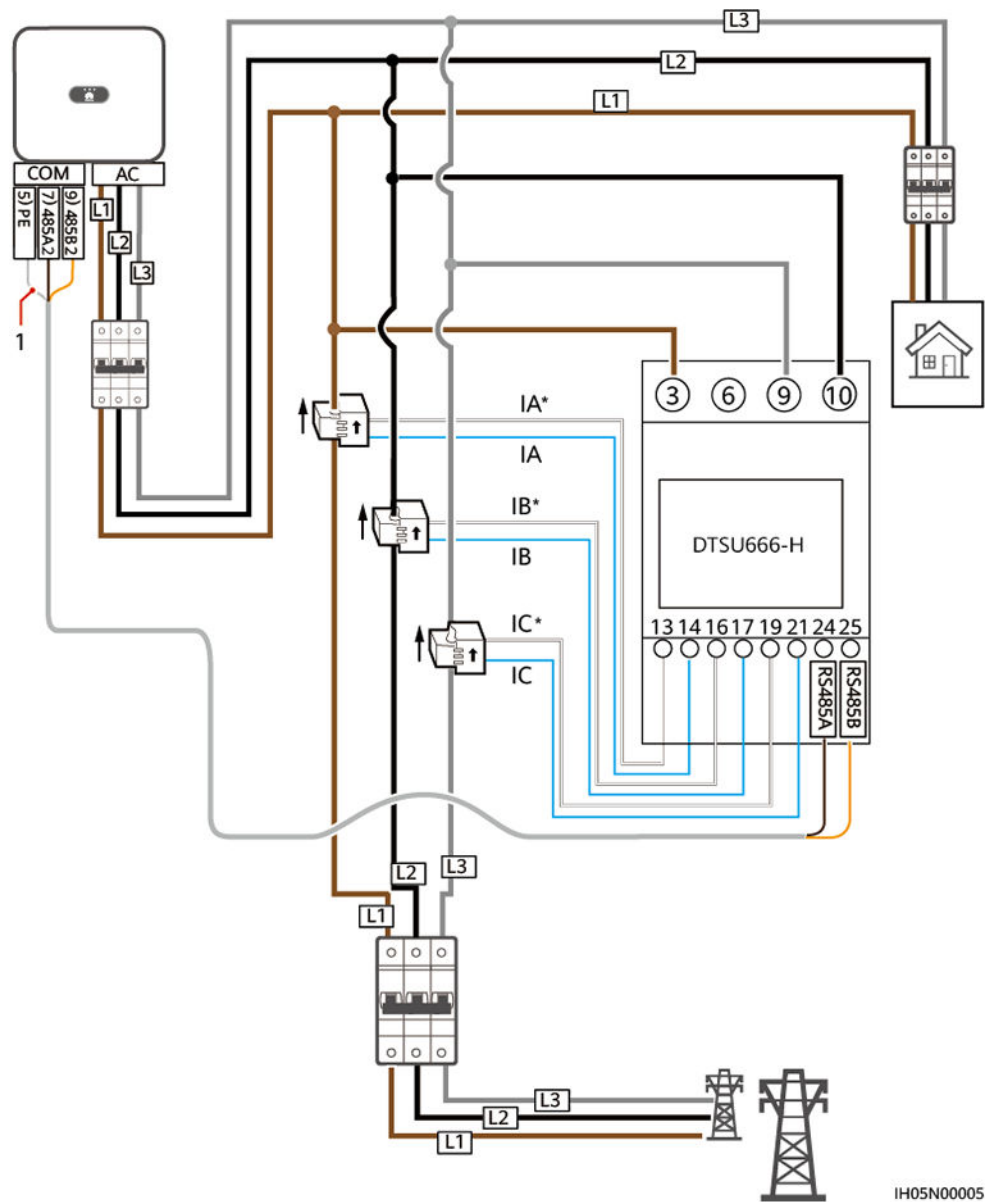 L3
L2
L1
COM
AC
5) PE
7) 485A2
9) 485B2
L1
L2
L3
1
3
6
9
10
IA*
IA
IB*
IB
DTSU666-H
IC*
IC
13 14 16 17 19 21 24 25
RS485A
RS485B
L3
L2
L1
L3
L2
L1
IH05N00005